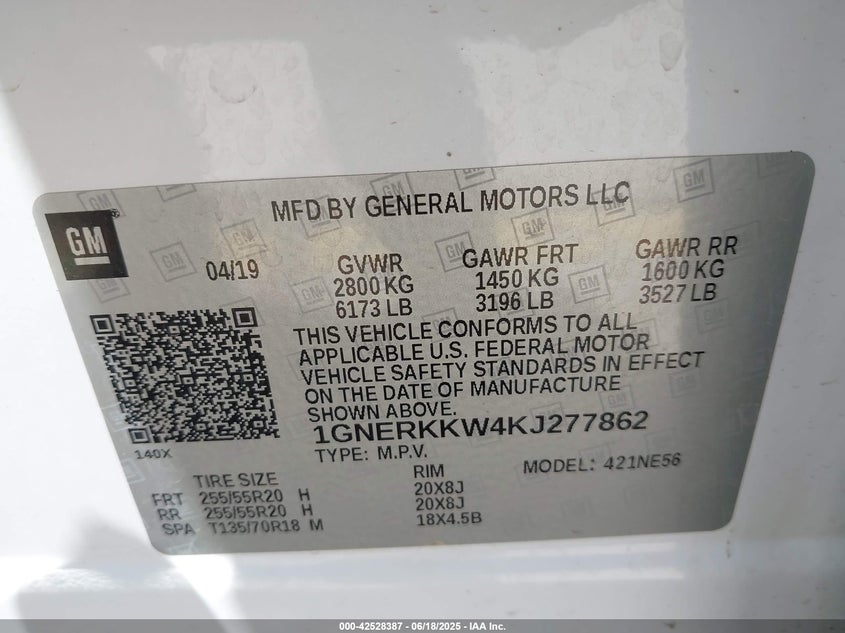 MFD BY GENERAL MOTORS LLC
GM
04/19
GVWR
2800 KG
6173 LB
GAWR FRT
1450 KG
3196 LB
GAWR RR
1600 KG
3527 LB
THIS VEHICLE CONFORMS TO ALL
APPLICABLE U.S. FEDERAL MOTOR
VEHICLE SAFETY STANDARDS IN EFFECT
ON THE DATE OF MANUFACTURE
SHOWN ABOVE.
1GNERKKW4KJ277862
140X
TYPE: M.P.V.
MODEL: 421NE56
TIRE SIZE
RIM
FRT 255/55R20 H 20X8J
RR 255/55R20 H 20X8J
SPA T135/70R18 M 18X4.5B
000-42528387 - 06/18/2025 - IAA Inc.